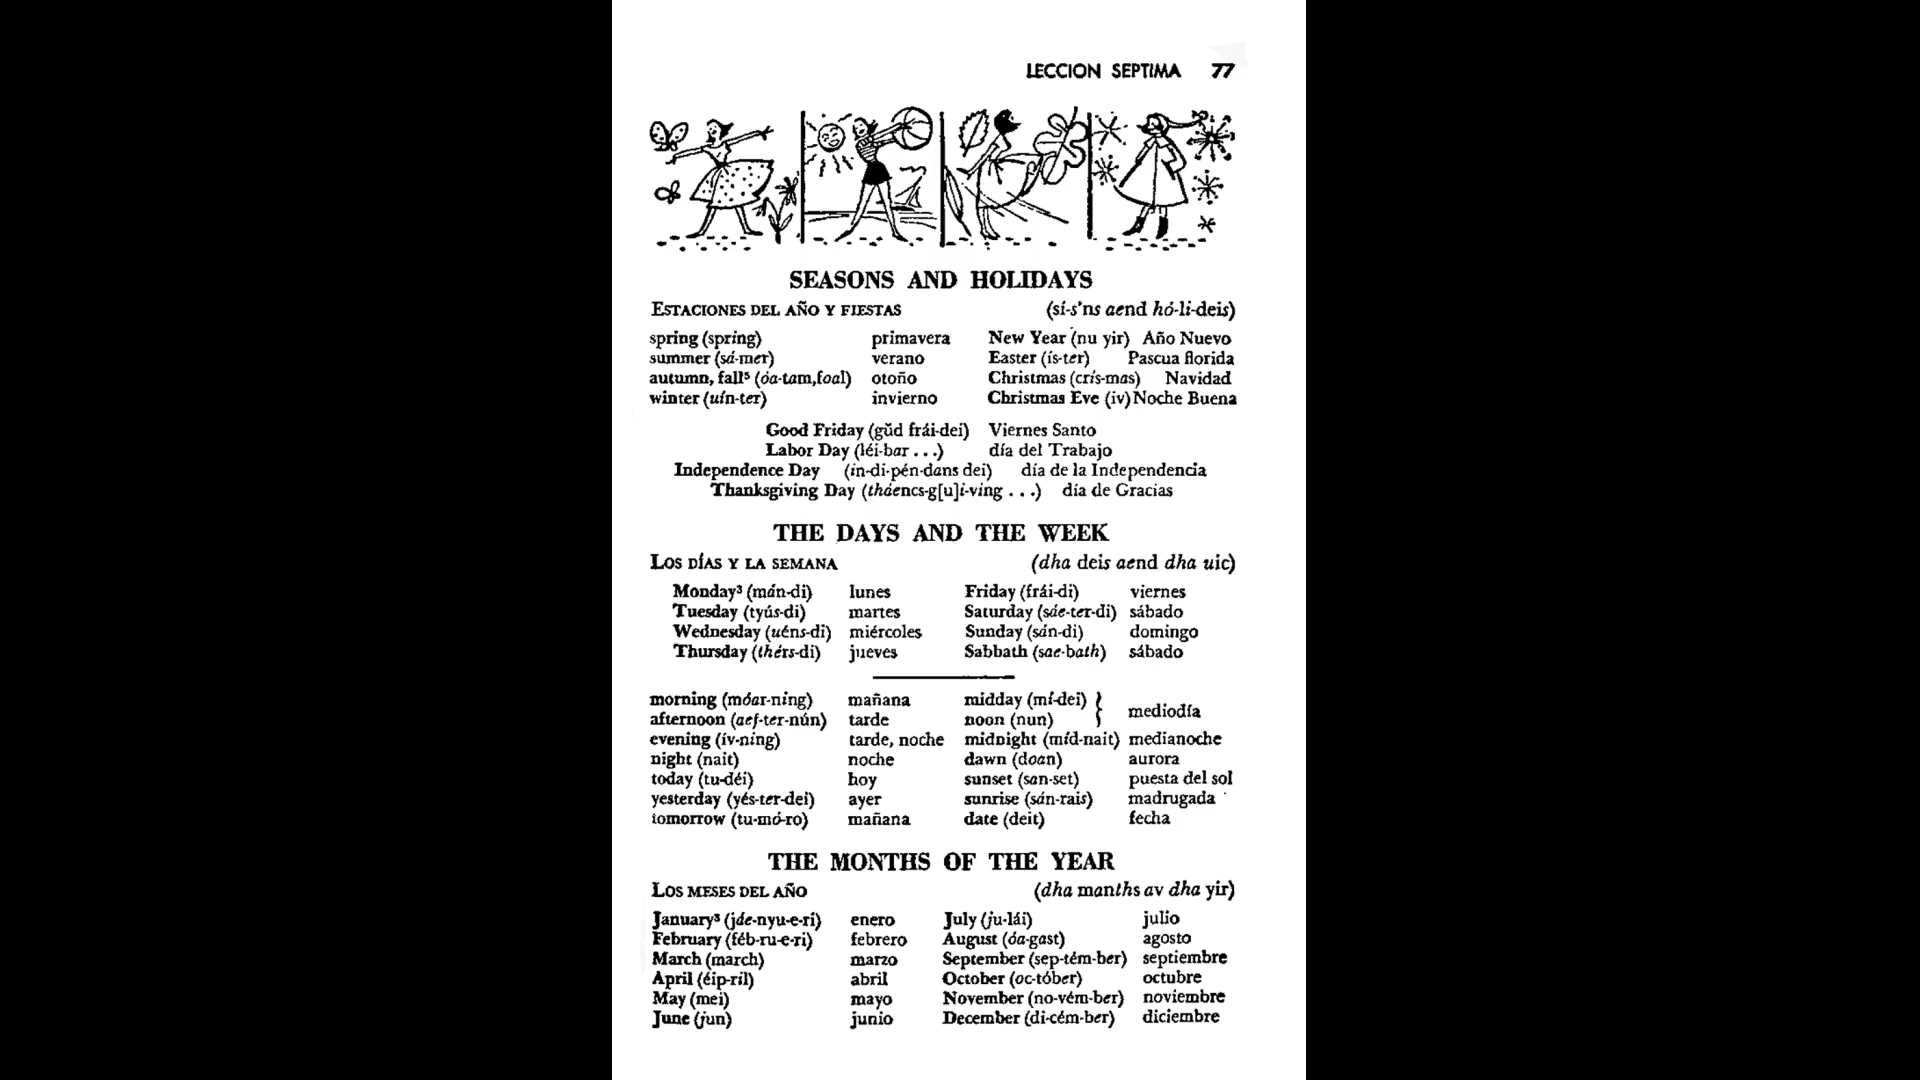 LECCION SEPTIMA 77
SEASONS AND HOLIDAYS
ESTACIONES DEL AÑO Y FIESTAS (sí-s'ns aend hó-li-deis)
spring (spring) primavera New Year (nu yir) Año Nuevo
summer (sá-mer) verano Easter (ís-ter) Pascua florida
autumn, fall⁵ (óa-tam,foal) otoño Christmas (crís-mas) Navidad
winter (uín-ter) invierno Christmas Eve (iv) Noche Buena
Good Friday (gŭd frái-dei) Viernes Santo
Labor Day (léi-bar . . .) día del Trabajo
Independence Day (in-di-pén-dans dei) día de la Independencia
Thanksgiving Day (tháencs-g[u]i-ving . . .) día de Gracias
THE DAYS AND THE WEEK
LOS DÍAS Y LA SEMANA (dha deis aend dha uic)
Monday³ (mán-di) lunes Friday (frái-di) viernes
Tuesday (tyús-di) martes Saturday (sáe-ter-di) sábado
Wednesday (uéns-di) miércoles Sunday (sán-di) domingo
Thursday (thérs-di) jueves Sabbath (sae-bath) sábado
morning (móar-ning) mañana midday (mí-dei) } mediodía
afternoon (aef-ter-nún) tarde noon (nun)
evening (ív-ning) tarde, noche midnight (míd-nait) medianoche
night (nait) noche dawn (doan) aurora
today (tu-déi) hoy sunset (san-set) puesta del sol
yesterday (yés-ter-dei) ayer sunrise (sán-rais) madrugada
tomorrow (tu-mó-ro) mañana date (deit) fecha
THE MONTHS OF THE YEAR
LOS MESES DEL AÑO (dha manths av dha yir)
January³ (jáe-nyu-e-ri) enero July (ju-lái) julio
February (féb-ru-e-ri) febrero August (óa-gast) agosto
March (march) marzo September (sep-tém-ber) septiembre
April (éip-ril) abril October (oc-tóber) octubre
May (mei) mayo November (no-vém-ber) noviembre
June (jun) junio December (di-cém-ber) diciembre